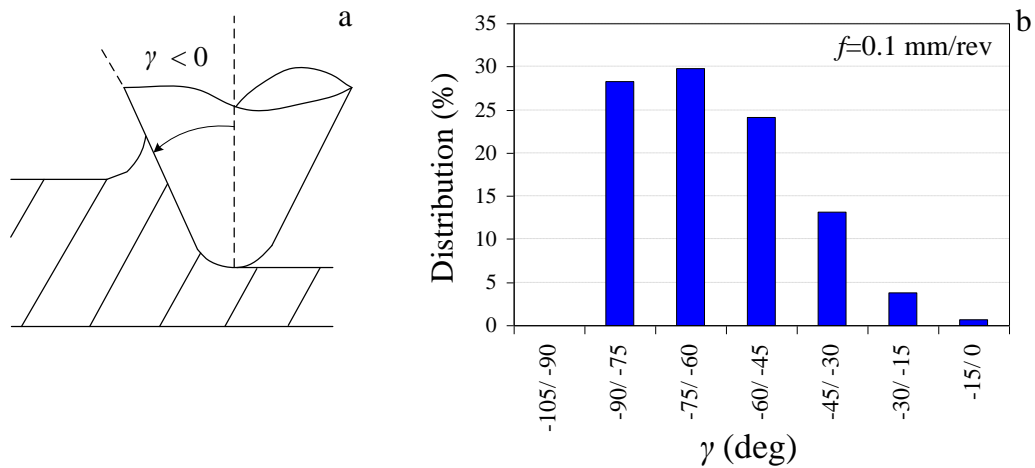 a
γ < 0
b
f=0.1 mm/rev
Distribution (%)
35
30
25
20
15
10
5
0
-105/ -90
-90/ -75
-75/ -60
-60/ -45
-45/ -30
-30/ -15
-15/ 0
γ (deg)